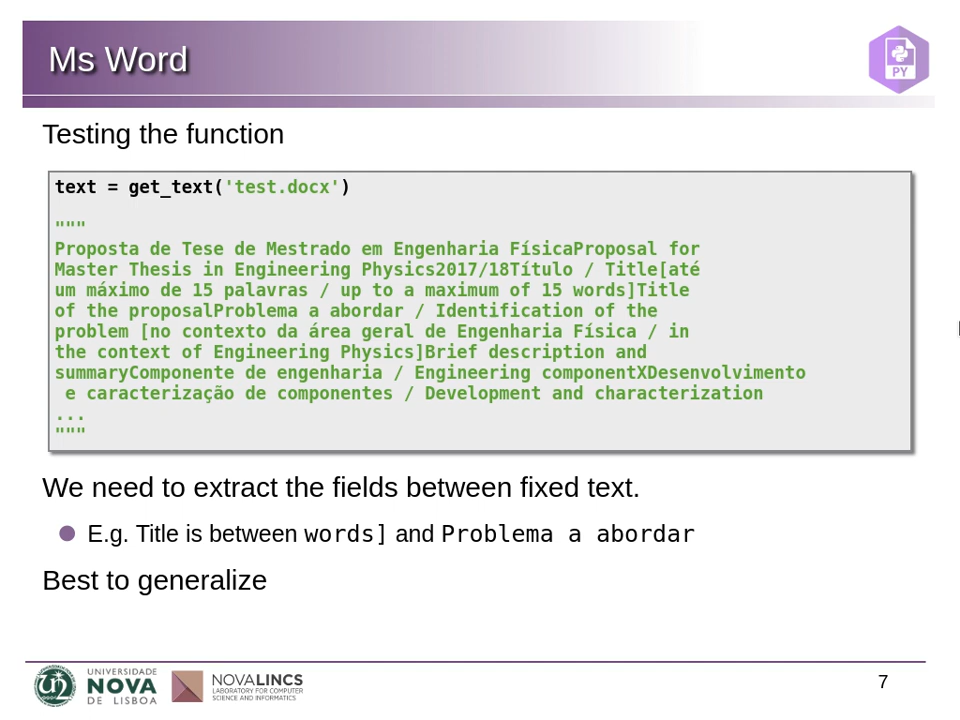 Ms Word
PY
Testing the function
text = get_text('test.docx')
"""
Proposta de Tese de Mestrado em Engenharia FísicaProposal for
Master Thesis in Engineering Physics2017/18Título / Title[até
um máximo de 15 palavras / up to a maximum of 15 words]Title
of the proposalProblema a abordar / Identification of the
problem [no contexto da área geral de Engenharia Física / in
the context of Engineering Physics]Brief description and
summaryComponente de engenharia / Engineering componentXDesenvolvimento
e caracterização de componentes / Development and characterization
...
"""
We need to extract the fields between fixed text.
E.g. Title is between words] and Problema a abordar
Best to generalize
UNIVERSIDADE
NOVA
DE LISBOA
NOVALINCS
LABORATORY FOR COMPUTER
SCIENCE AND INFORMATICS
7